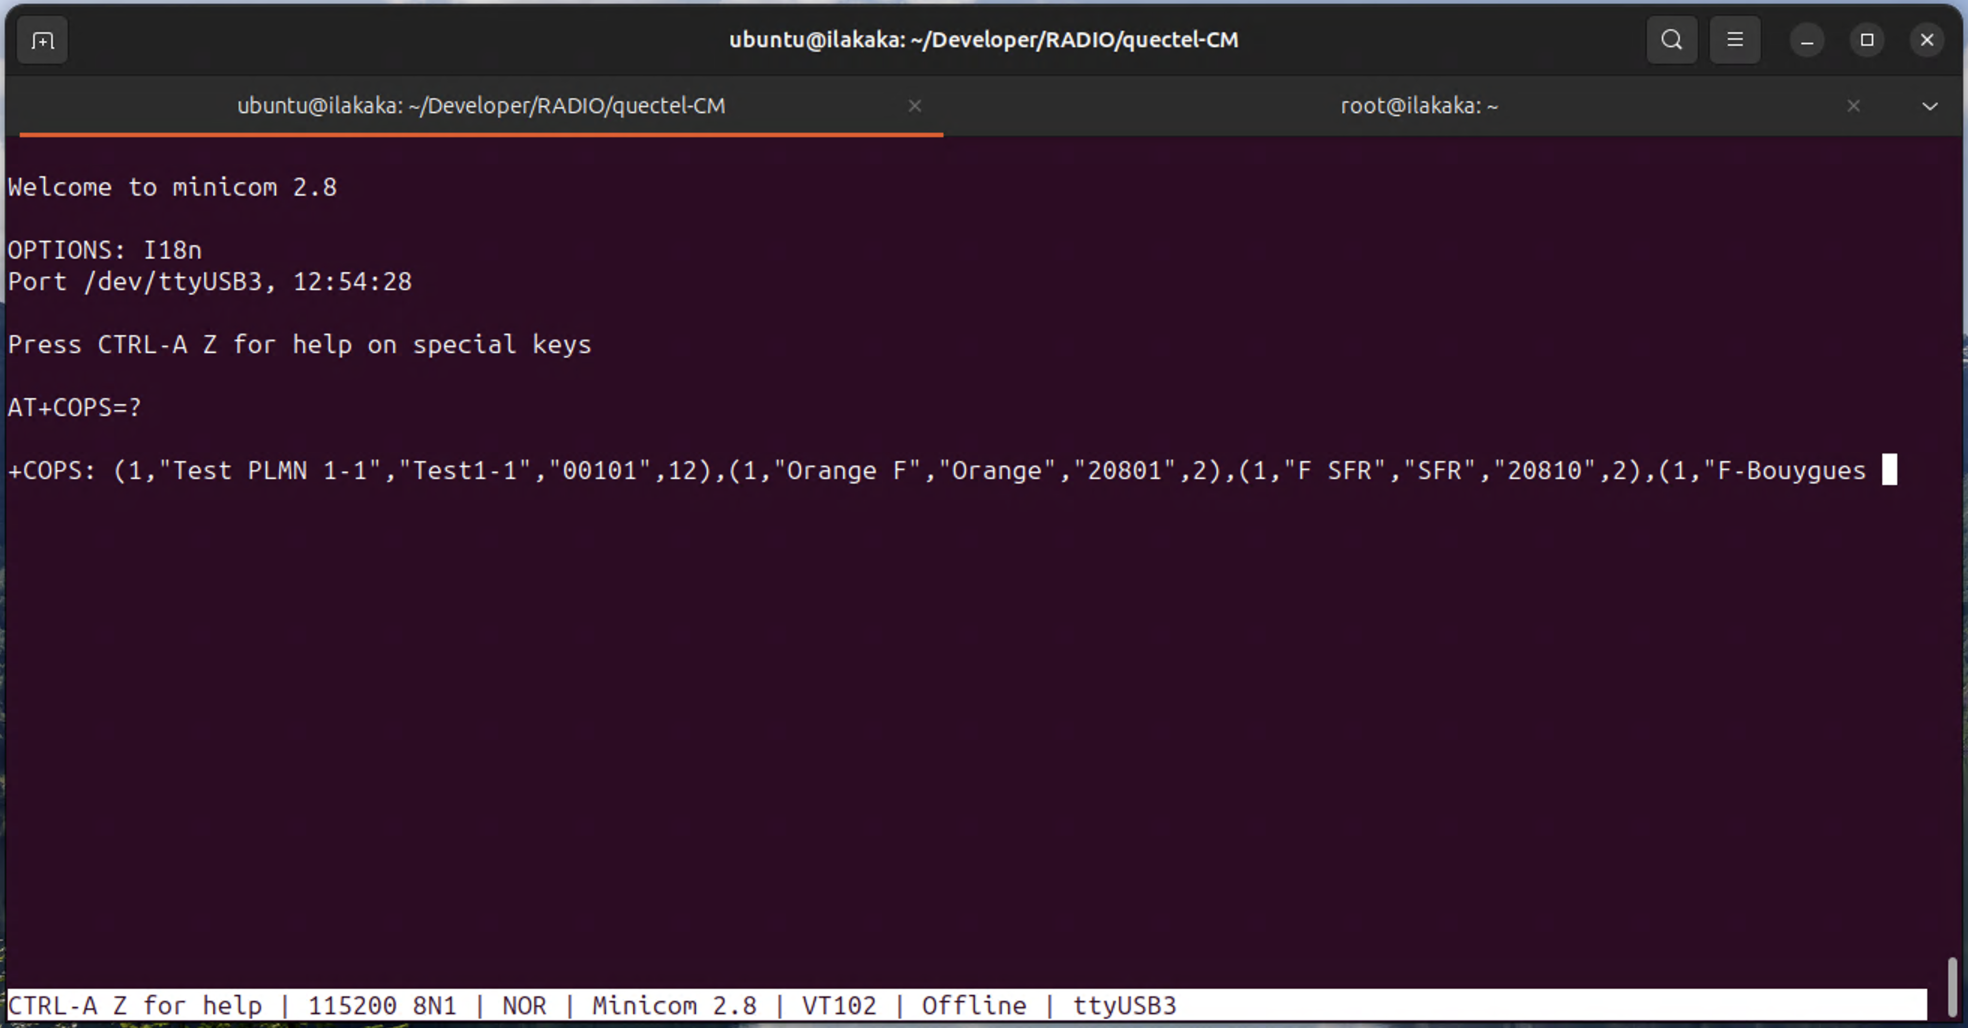 ubuntu@ilakaka: ~/Developer/RADIO/quectel-CM
ubuntu@ilakaka: ~/Developer/RADIO/quectel-CM
root@ilakaka: ~
Welcome to minicom 2.8
OPTIONS: I18n
Port /dev/ttyUSB3, 12:54:28
Press CTRL-A Z for help on special keys
AT+COPS=?
+COPS: (1,"Test PLMN 1-1","Test1-1","00101",12),(1,"Orange F","Orange","20801",2),(1,"F SFR","SFR","20810",2),(1,"F-Bouygues
CTRL-A Z for help | 115200 8N1 | NOR | Minicom 2.8 | VT102 | Offline | ttyUSB3